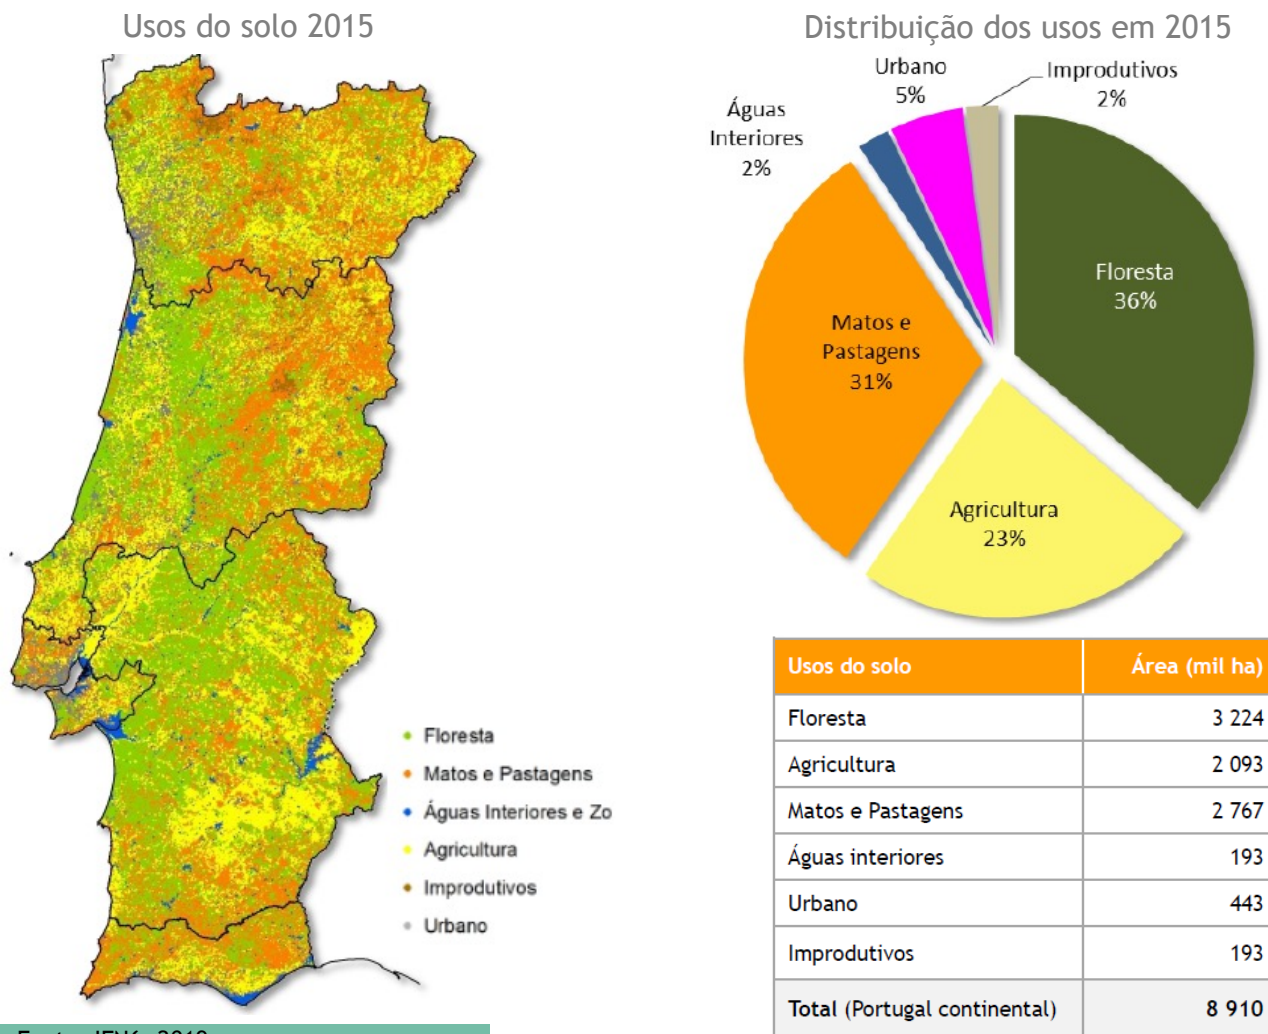 Usos do solo 2015
Floresta
Matos e Pastagens
Águas Interiores e Zo
Agricultura
Improdutivos
Urbano
Distribuição dos usos em 2015
Urbano
5%
Improdutivos
2%
Águas
Interiores
2%
Floresta
36%
Matos e
Pastagens
31%
Agricultura
23%
Usos do solo Área (mil ha)
Floresta 3 224
Agricultura 2 093
Matos e Pastagens 2 767
Águas interiores 193
Urbano 443
Improdutivos 193
Total (Portugal continental) 8 910